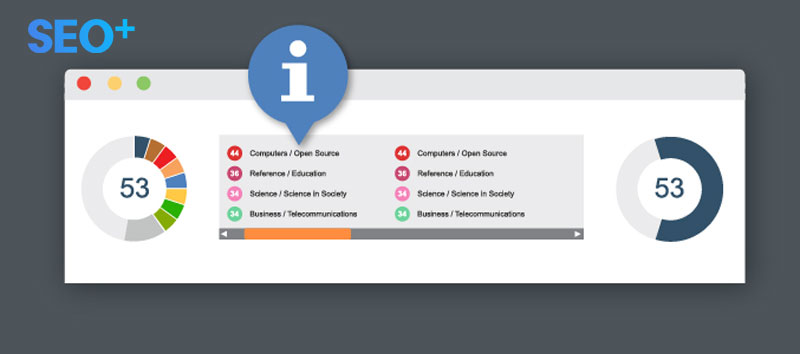 SEO+
i
53
44 Computers / Open Source
36 Reference / Education
34 Science / Science in Society
34 Business / Telecommunications
44 Computers / Open Source
36 Reference / Education
34 Science / Science in Society
34 Business / Telecommunications
53